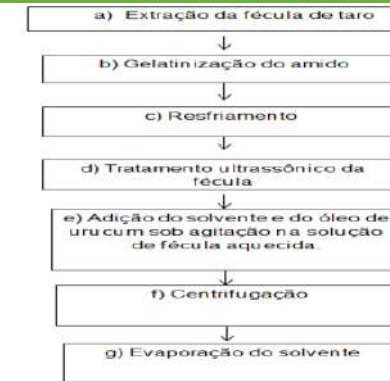 a) Extração da fécula de taro
b) Gelatinização do amido
c) Resfriamento
d) Tratamento ultrassônico da
fécula
e) Adição do solvente e do óleo de
urucum sob agitação na solução
de fécula aquecida.
f) Centrifugação
g) Evaporação do solvente